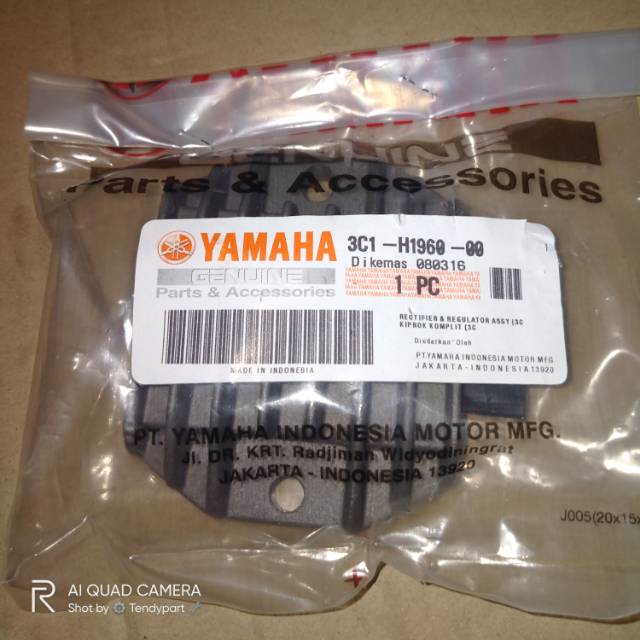 GENUINE
Parts & Accessories
YAMAHA 3C1-H1960-00
GENUINE
Parts & Accessories
Dikemas 080316
1 PC
RECTIFIER & REGULATOR ASSY (3C
KIPROK KOMPLIT (3C
Diedarkan Oleh
PT.YAMAHA INDONESIA MOTOR MFG.
JAKARTA-INDONESIA 13920
MADE IN INDONESIA
PT. YAMAHA INDONESIA MOTOR MFG.
Jl. DR. KRT. Radjiman Widyodiningrat
JAKARTA - INDONESIA 13920
J005(20x15x
R AI QUAD CAMERA
Shot by Tendypart